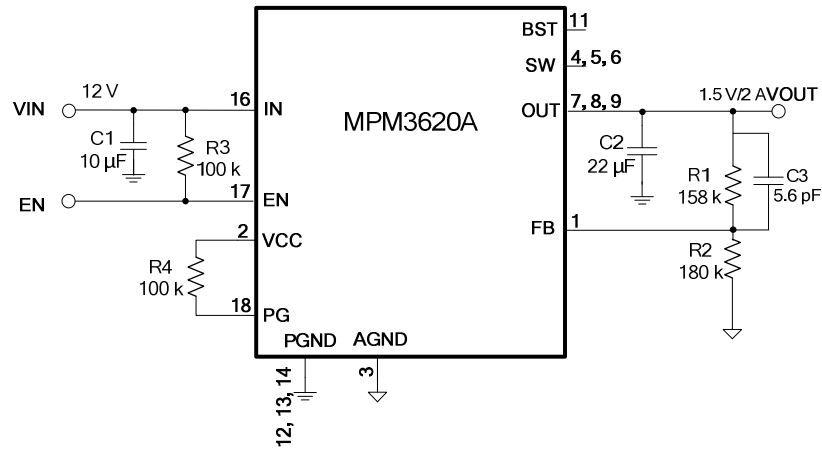 BST 11
SW 4, 5, 6
VIN 12 V 16 IN
MPM3620A
OUT 7, 8, 9 1.5 V/2 A VOUT
C1
10 µF
R3
100 k
C2
22 µF
R1
158 k
C3
5.6 pF
EN 17 EN
2 VCC
FB 1
R4
100 k
R2
180 k
18 PG
PGND AGND
12, 13, 14
3